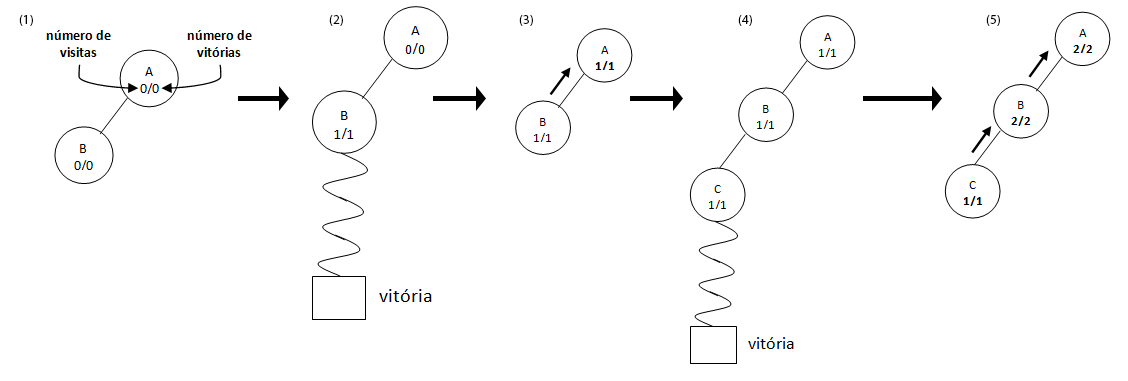 (1)
número de
visitas
número de
vitórias
A
0/0
B
0/0
(2)
A
0/0
B
1/1
vitória
(3)
A
1/1
B
1/1
(4)
A
1/1
B
1/1
C
1/1
vitória
(5)
A
2/2
B
2/2
C
1/1